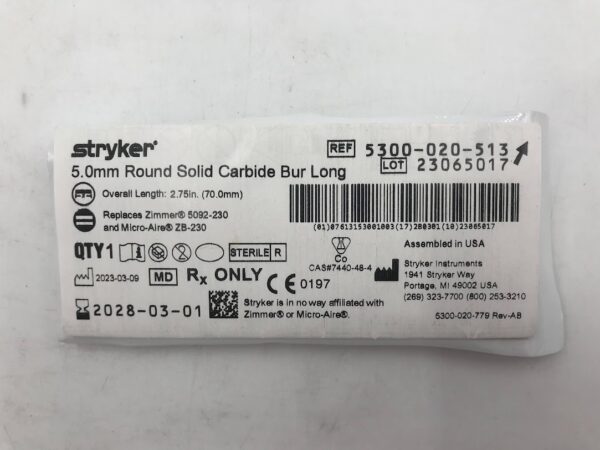 stryker®
REF 5300-020-513
LOT 23065017
5.0mm Round Solid Carbide Bur Long
Overall Length: 2.75in. (70.0mm)
Replaces Zimmer® 5092-230
and Micro-Aire® ZB-230
(01)07613153001003(17)280301(10)23065017
QTY 1
STERILE R
Co
CAS#7440-48-4
Assembled in USA
Stryker Instruments
1941 Stryker Way
Portage, MI 49002 USA
(269) 323-7700 (800) 253-3210
2023-03-09
MD
Rx ONLY
CE 0197
2028-03-01
Stryker is in no way affiliated with
Zimmer® or Micro-Aire®.
5300-020-779 Rev-AB